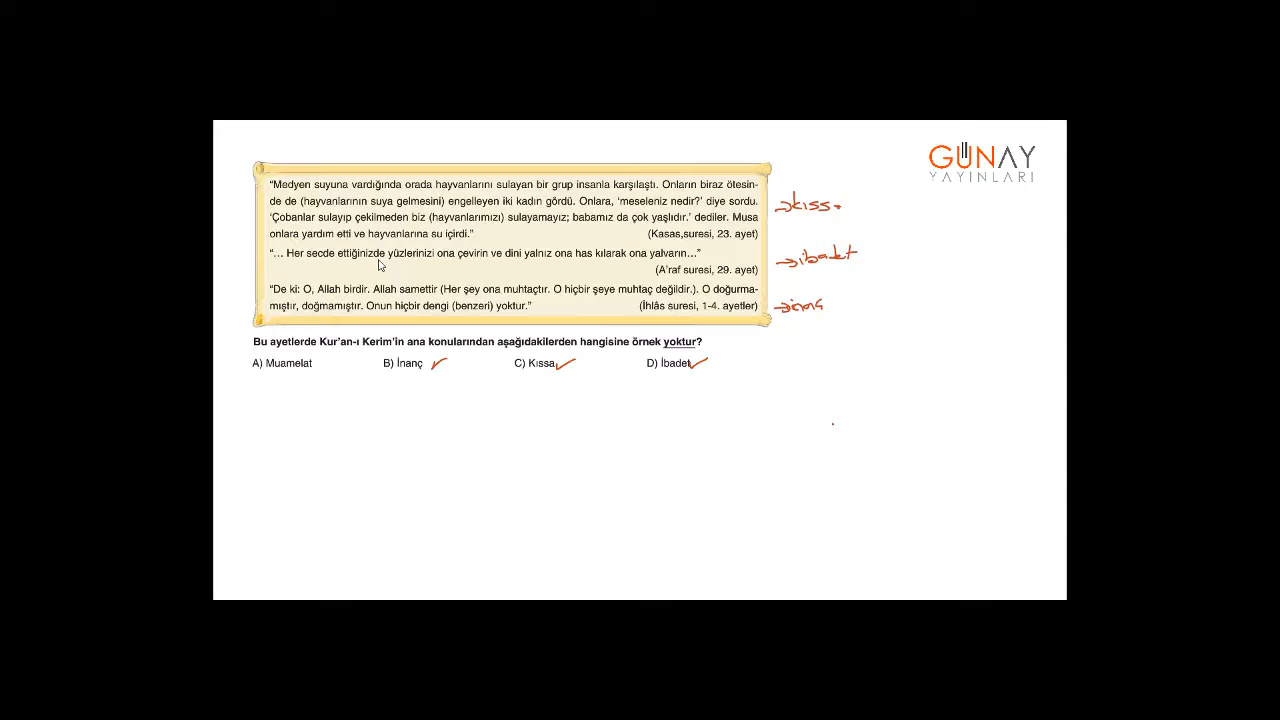 GÜNAY
YAYINLARI
“Medyen suyuna vardığında orada hayvanlarını sulayan bir grup insanla karşılaştı. Onların biraz ötesin-
de de (hayvanlarının suya gelmesini) engelleyen iki kadın gördü. Onlara, ‘meseleniz nedir?’ diye sordu.
‘Çobanlar sulayıp çekilmeden biz (hayvanlarımızı) sulayamayız; babamız da çok yaşlıdır.’ dediler. Musa
onlara yardım etti ve hayvanlarına su içirdi.” (Kasas,suresi, 23. ayet)
→kıssa
“... Her secde ettiğinizde yüzlerinizi ona çevirin ve dini yalnız ona has kılarak ona yalvarın...”
(A’raf suresi, 29. ayet)
→ibadet
“De ki: O, Allah birdir. Allah samettir (Her şey ona muhtaçtır. O hiçbir şeye muhtaç değildir.). O doğurma-
mıştır, doğmamıştır. Onun hiçbir dengi (benzeri) yoktur.” (İhlâs suresi, 1-4. ayetler)
→inanç
Bu ayetlerde Kur’an-ı Kerim’in ana konularından aşağıdakilerden hangisine örnek yoktur?
A) Muamelat B) İnanç C) Kıssa D) İbadet